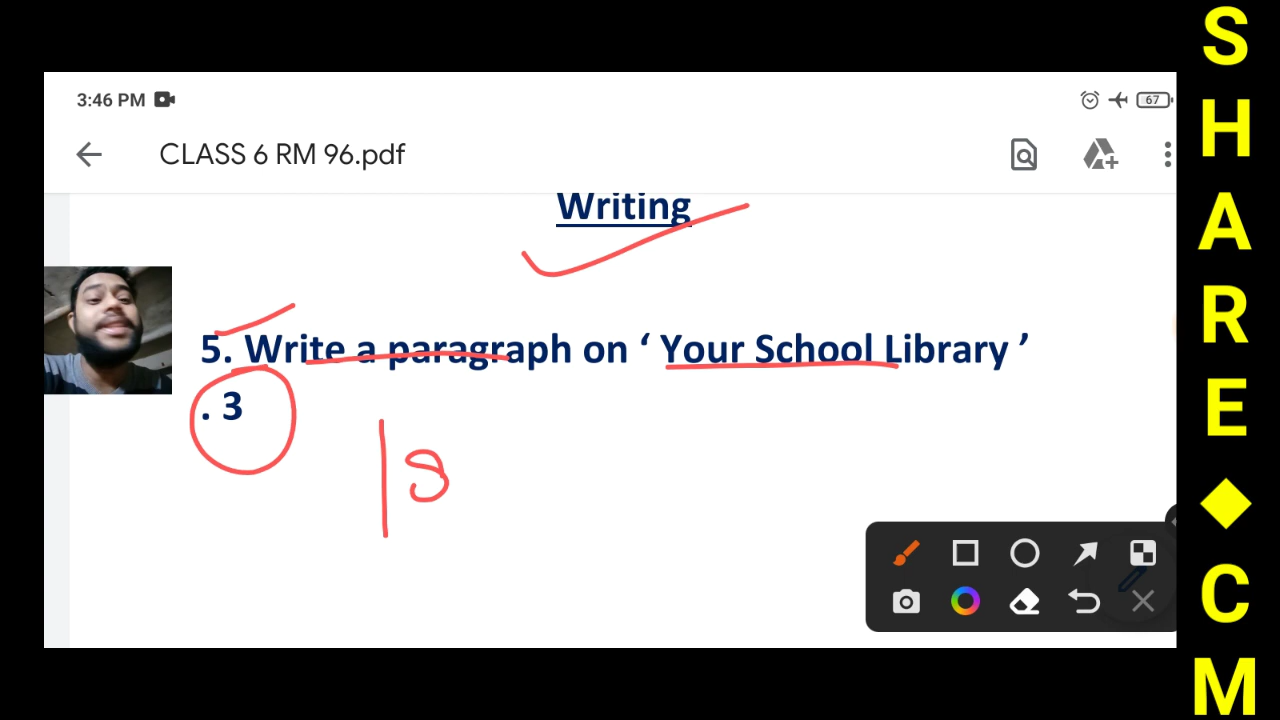 3:46 PM
67
CLASS 6 RM 96.pdf
Writing
5. Write a paragraph on ‘ Your School Library ’
. 3
SHARE◆CM